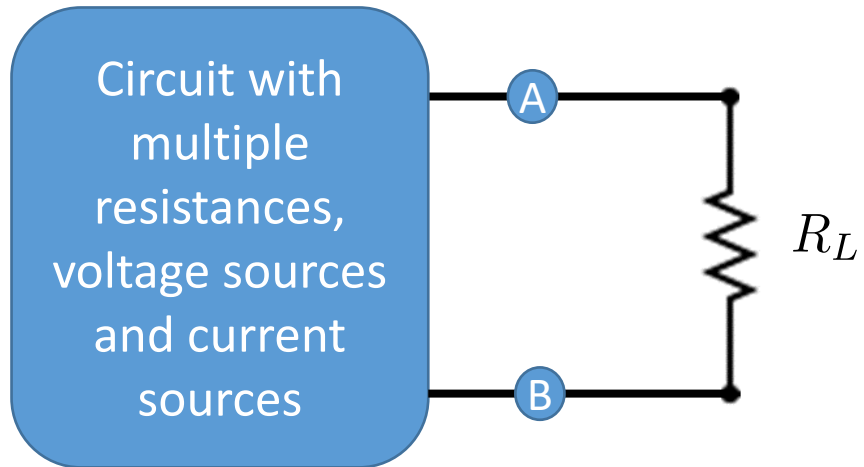 Circuit with
multiple
resistances,
voltage sources
and current
sources
A
R_L
B